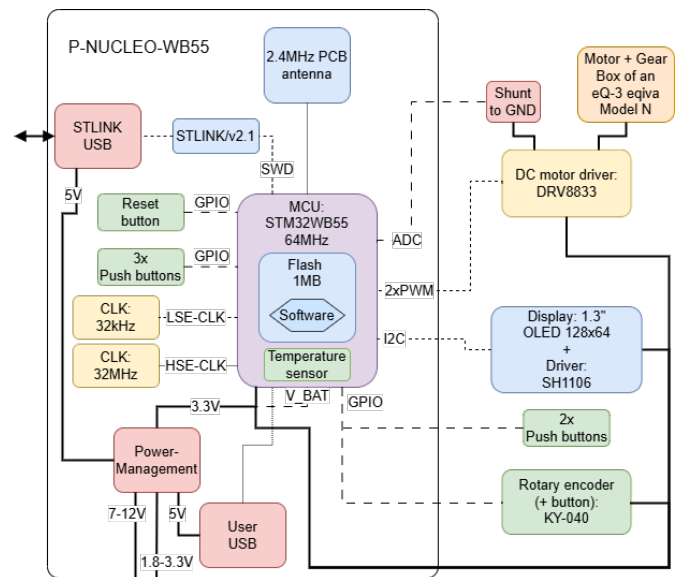 P-NUCLEO-WB55
2.4MHz PCB
antenna
Motor + Gear
Box of an
eQ-3 eqiva
Model N
Shunt
to GND
STLINK
USB
STLINK/v2.1
SWD
DC motor driver:
DRV8833
5V
Reset
button
GPIO
MCU:
STM32WB55
64MHz
ADC
3x
Push buttons
GPIO
Flash
1MB
Software
2xPWM
CLK:
32kHz
LSE-CLK
Display: 1.3"
OLED 128x64
+
Driver:
SH1106
I2C
CLK:
32MHz
HSE-CLK
Temperature
sensor
V_BAT
GPIO
3.3V
2x
Push buttons
Power-
Management
Rotary encoder
(+ button):
KY-040
7-12V
5V
User
USB
1.8-3.3V